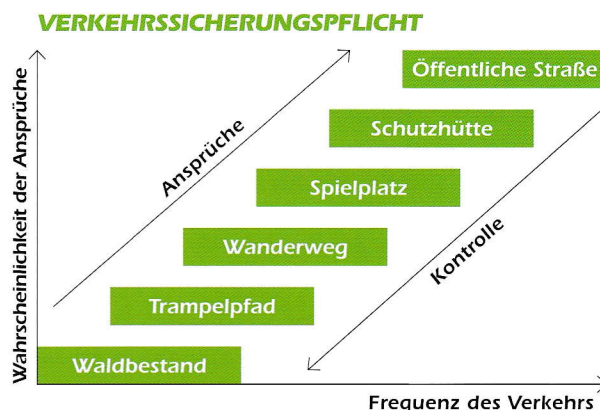 VERKEHRSSICHERUNGSPFLICHT
Wahrscheinlichkeit der Ansprüche
Ansprüche
Öffentliche Straße
Schutzhütte
Spielplatz
Kontrolle
Wanderweg
Trampelpfad
Waldbestand
Frequenz des Verkehrs